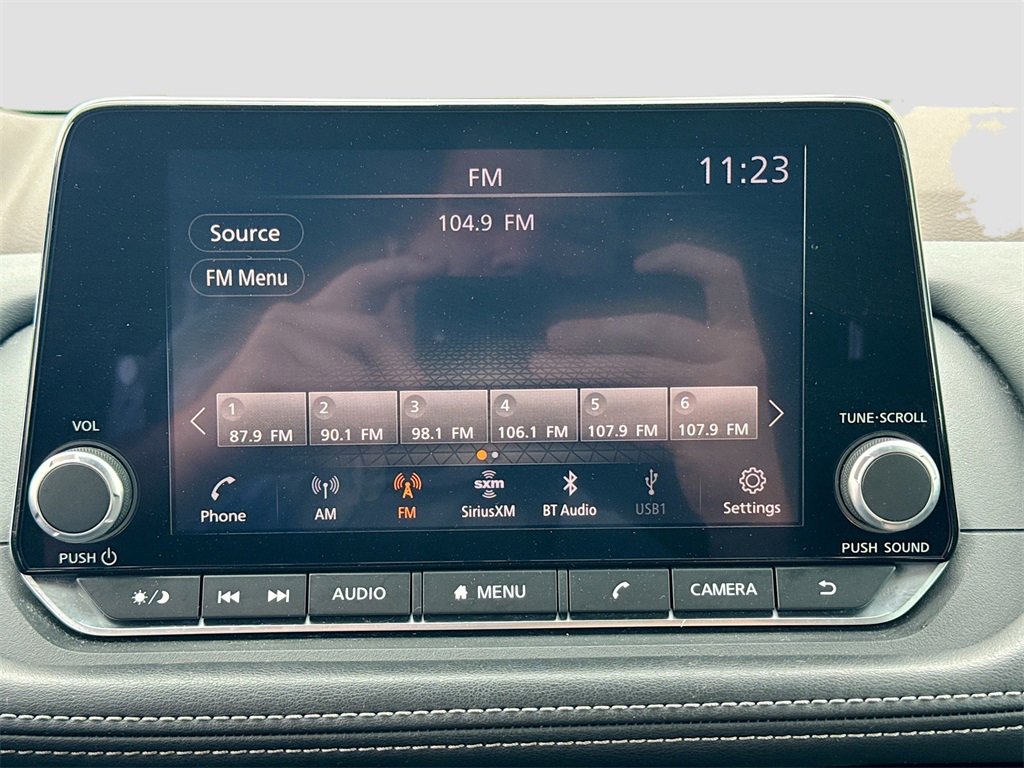 FM
11:23
104.9 FM
Source
FM Menu
1 2 3 4 5 6
87.9 FM 90.1 FM 98.1 FM 106.1 FM 107.9 FM 107.9 FM
VOL
TUNE·SCROLL
sxm
Phone AM FM SiriusXM BT Audio USB1 Settings
PUSH
PUSH SOUND
AUDIO MENU CAMERA